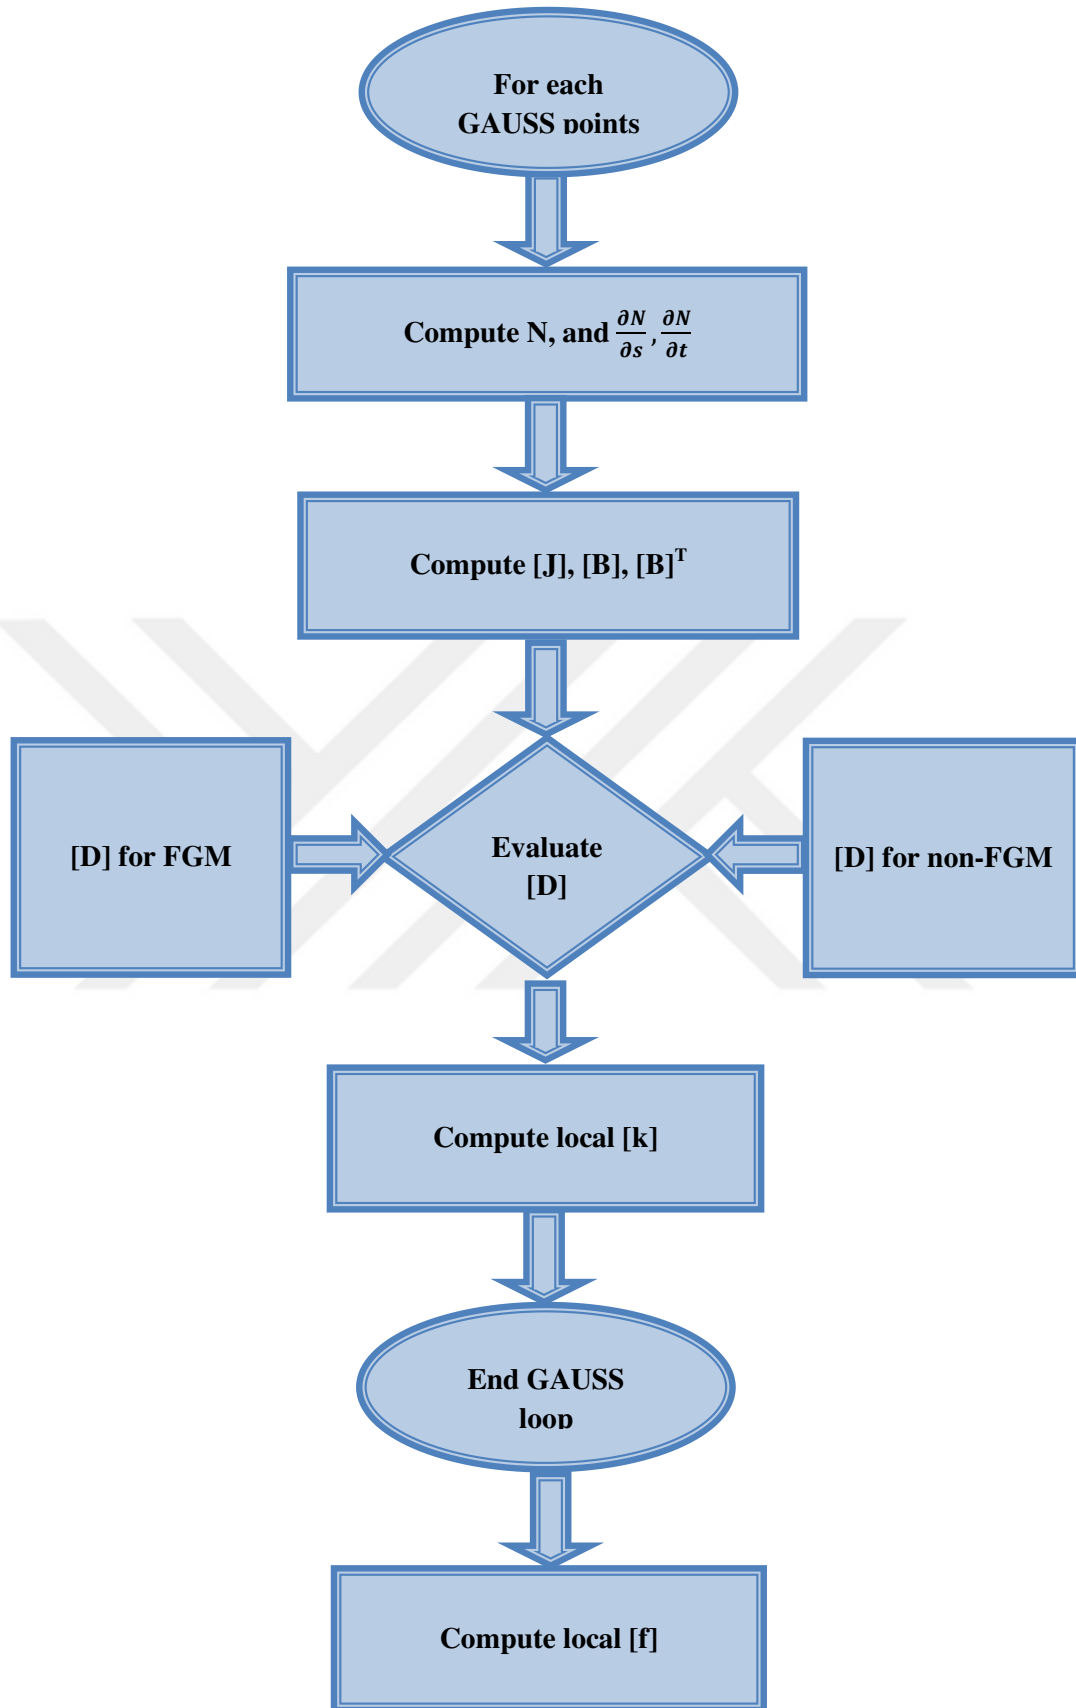 For each
GAUSS points
Compute N, and ∂N/∂s, ∂N/∂t
Compute [J], [B], [B]ᵀ
[D] for FGM
Evaluate
[D]
[D] for non-FGM
Compute local [k]
End GAUSS
loop
Compute local [f]